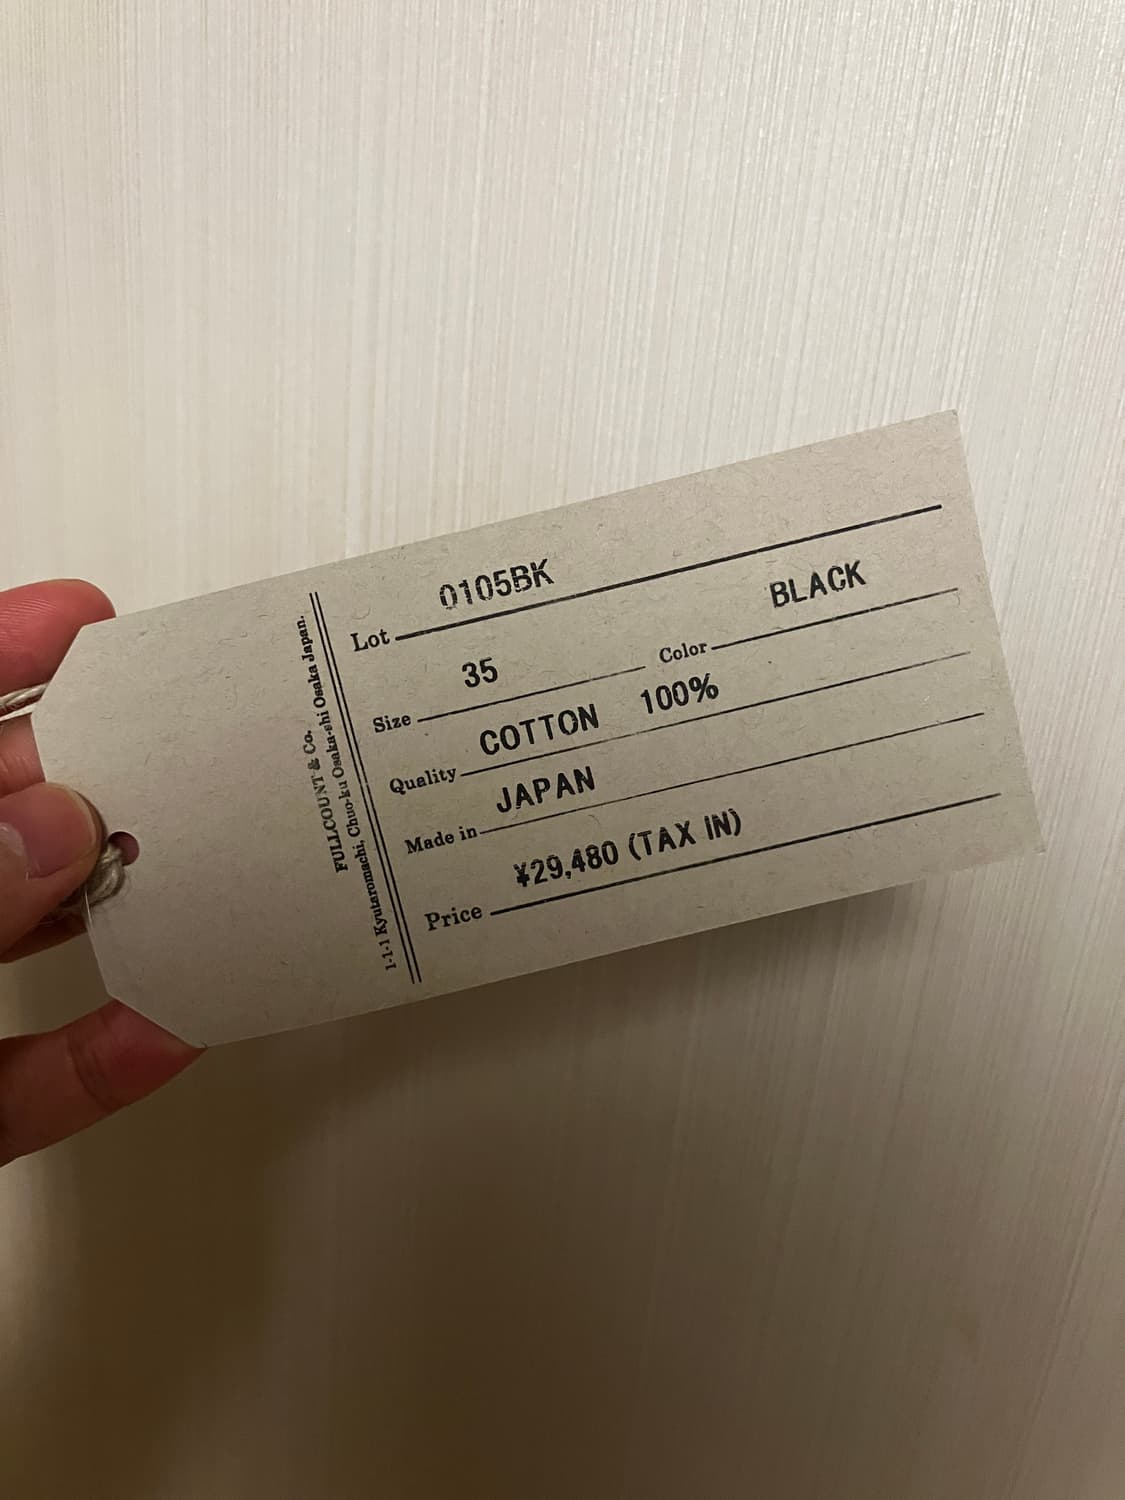 FULLCOUNT & Co.
1-1-1 Kyutaromachi, Chuo-ku Osaka-shi Osaka Japan.
Lot 0105BK
Size 35 Color BLACK
Quality COTTON 100%
Made in JAPAN
Price ¥29,480 (TAX IN)